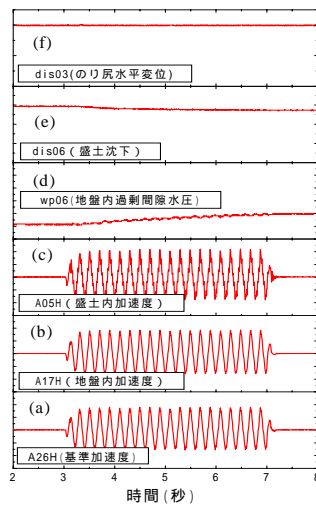 (f)
dis03(のり尻水平変位)
(e)
dis06(盛土沈下)
(d)
wp06(地盤内過剰間隙水圧)
(c)
A05H(盛土内加速度)
(b)
A17H(地盤内加速度)
(a)
A26H(基準加速度)
2 3 4 5 6 7 8
時間(秒)